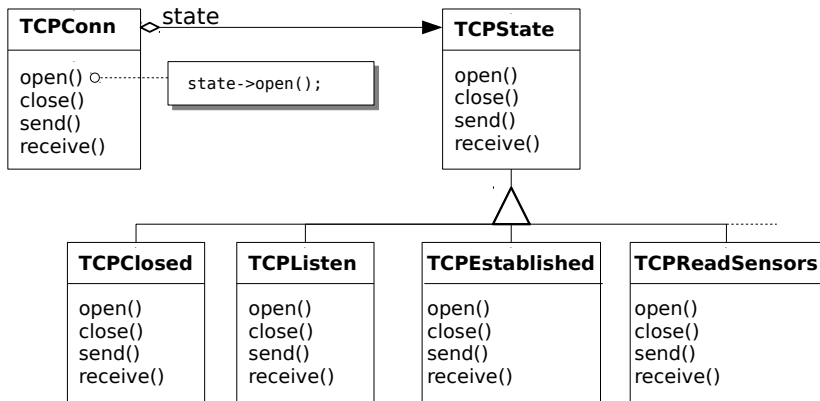 TCPConn
state
TCPState
open()
close()
send()
receive()
state->open();
open()
close()
send()
receive()
TCPClosed
open()
close()
send()
receive()
TCPListen
open()
close()
send()
receive()
TCPEstablished
open()
close()
send()
receive()
TCPReadSensors
open()
close()
send()
receive()